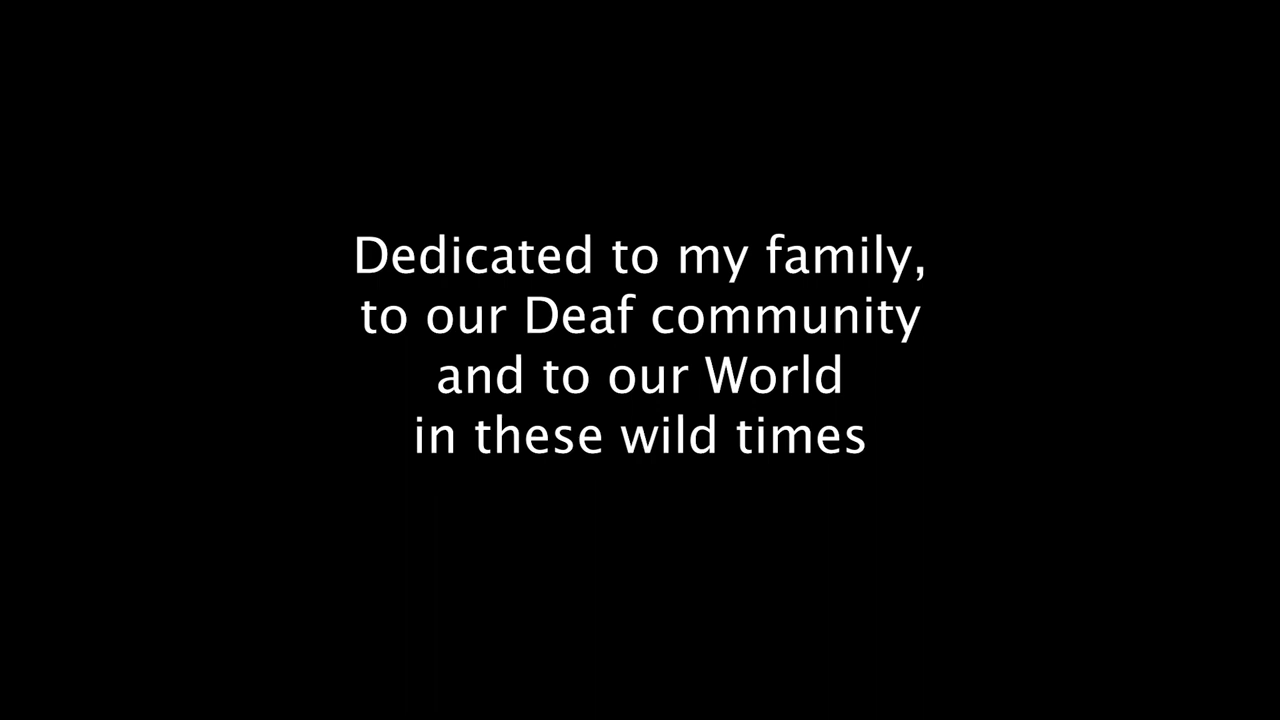 Dedicated to my family,
to our Deaf community
and to our World
in these wild times